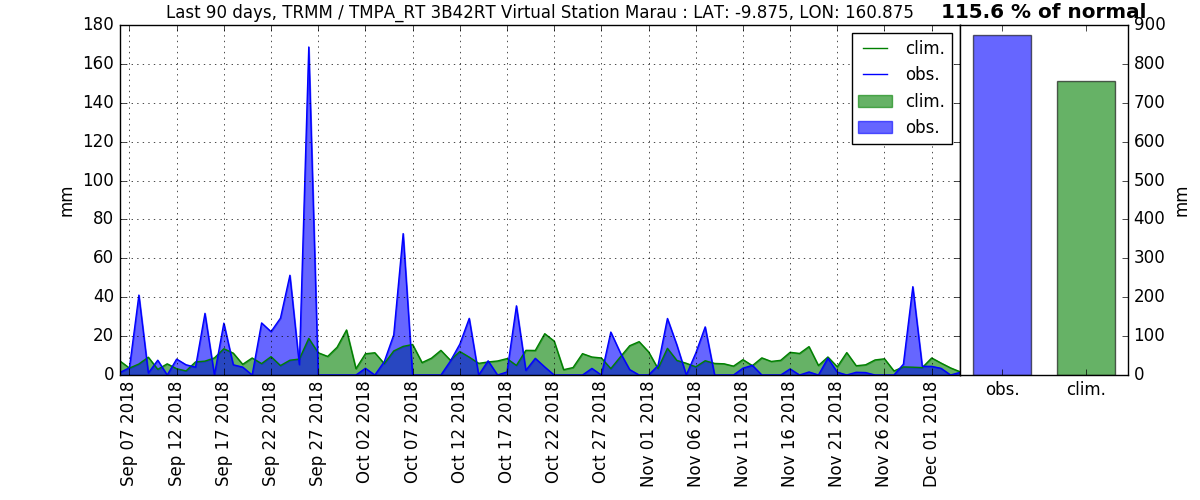 Last 90 days, TRMM / TMPA_RT 3B42RT Virtual Station Marau : LAT: -9.875, LON: 160.875
115.6 % of normal
180
160
140
120
100
80
60
40
20
0
mm
clim.
obs.
clim.
obs.
900
800
700
600
500
400
300
200
100
0
mm
Sep 07 2018
Sep 12 2018
Sep 17 2018
Sep 22 2018
Sep 27 2018
Oct 02 2018
Oct 07 2018
Oct 12 2018
Oct 17 2018
Oct 22 2018
Oct 27 2018
Nov 01 2018
Nov 06 2018
Nov 11 2018
Nov 16 2018
Nov 21 2018
Nov 26 2018
Dec 01 2018
obs.
clim.